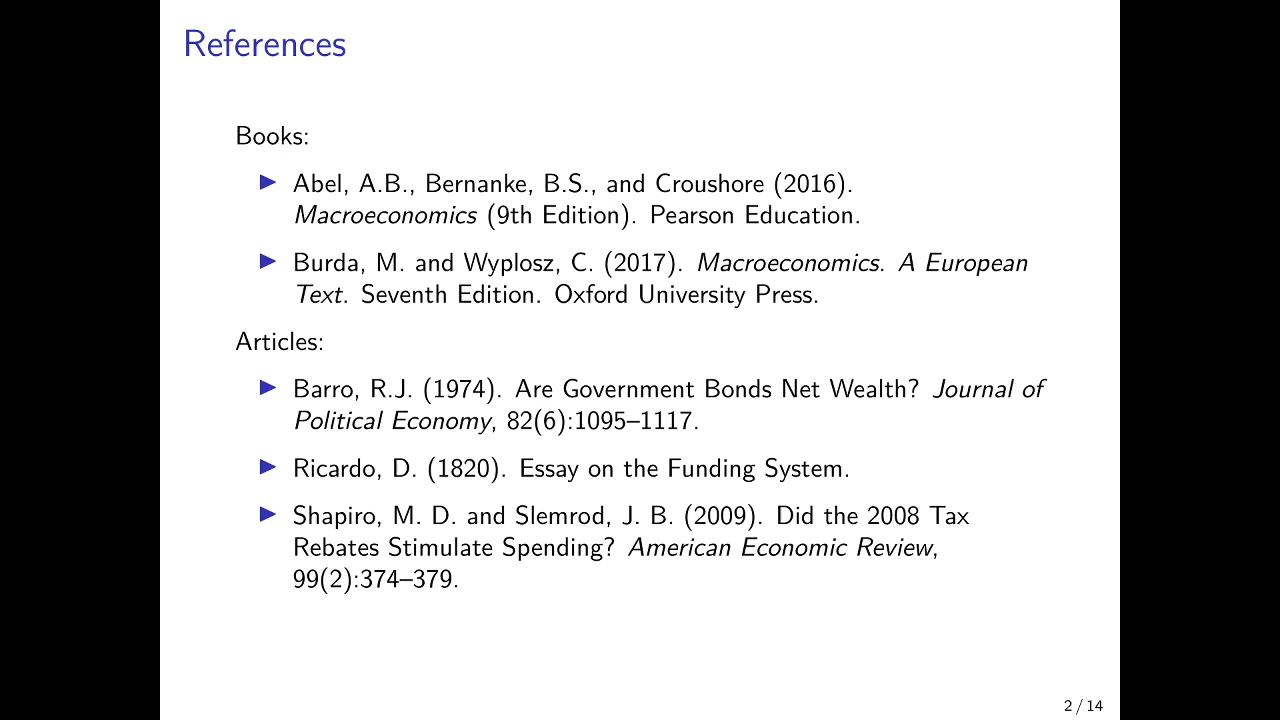 References
Books:
Abel, A.B., Bernanke, B.S., and Croushore (2016).
Macroeconomics (9th Edition). Pearson Education.
Burda, M. and Wyplosz, C. (2017). Macroeconomics. A European
Text. Seventh Edition. Oxford University Press.
Articles:
Barro, R.J. (1974). Are Government Bonds Net Wealth? Journal of
Political Economy, 82(6):1095–1117.
Ricardo, D. (1820). Essay on the Funding System.
Shapiro, M. D. and Slemrod, J. B. (2009). Did the 2008 Tax
Rebates Stimulate Spending? American Economic Review,
99(2):374–379.
2 / 14